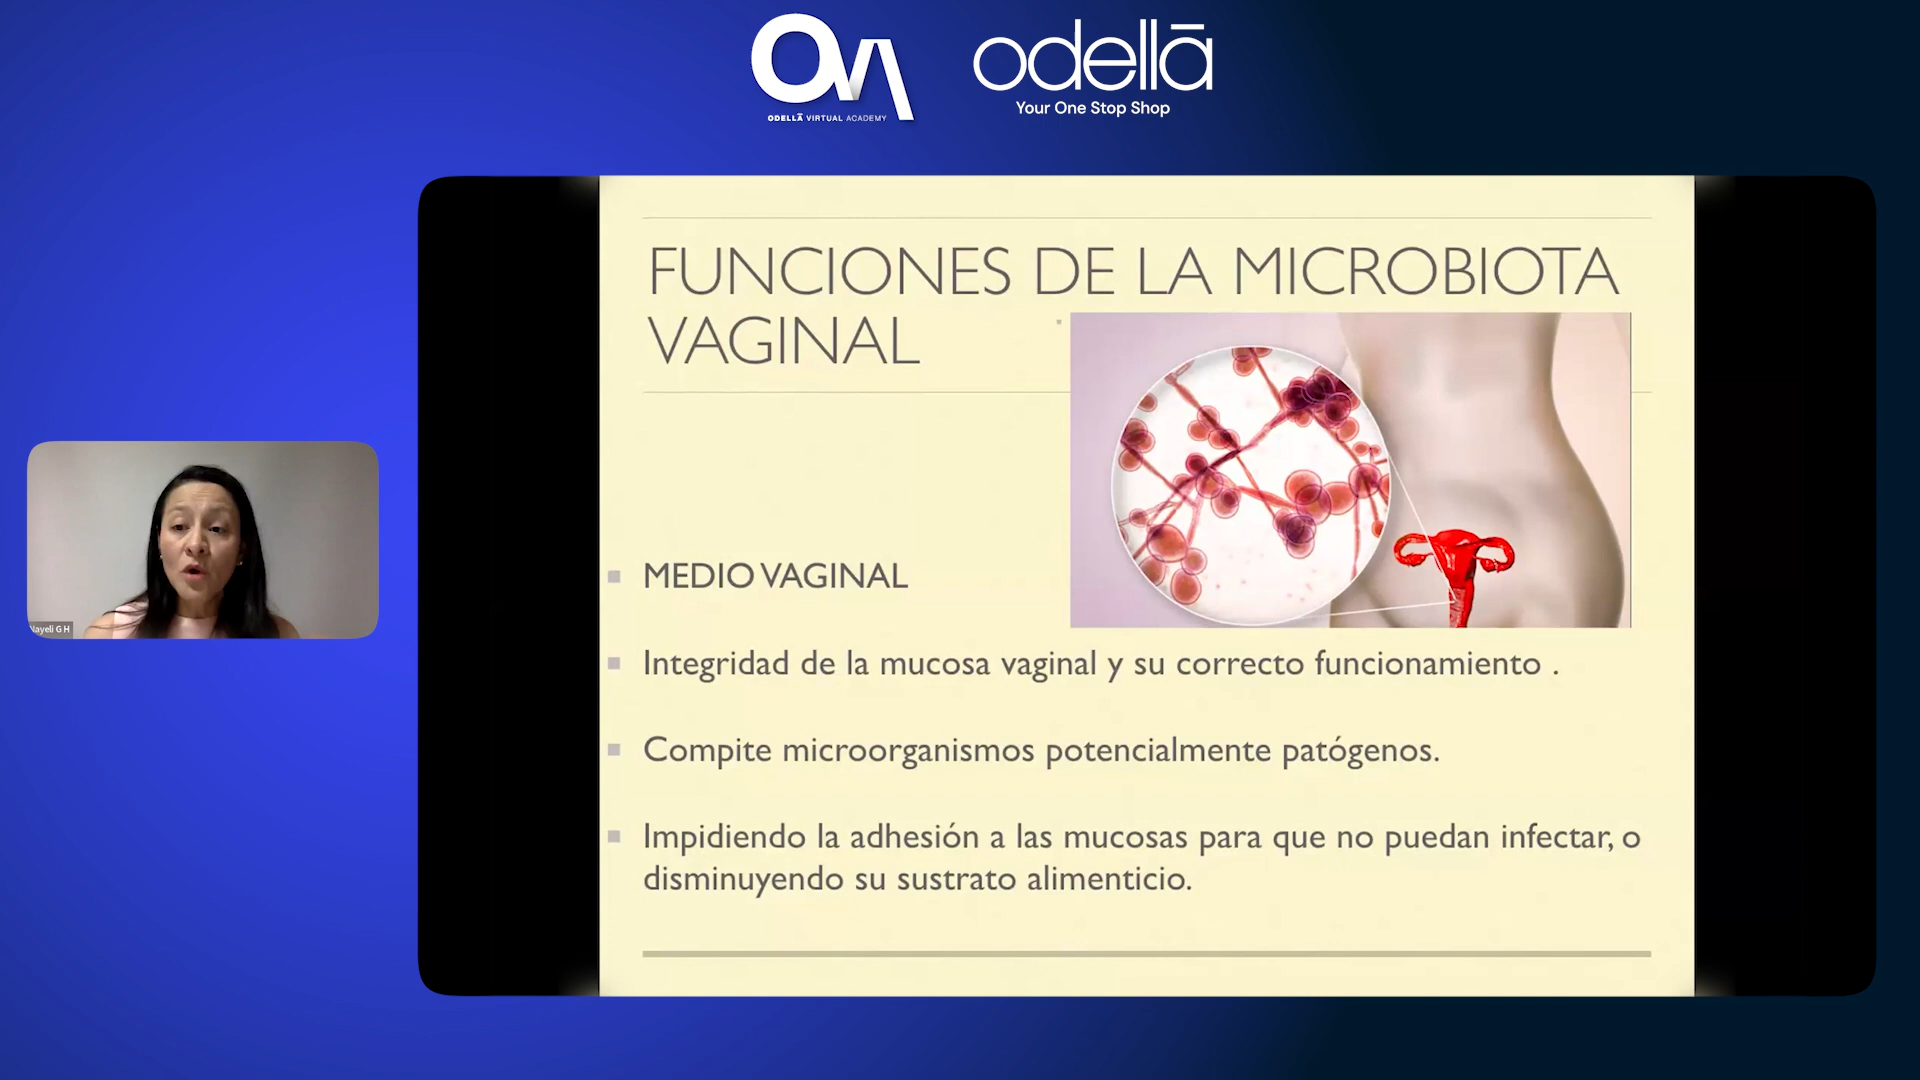 OVA
ODELLĀ VIRTUAL ACADEMY
odellā
Your One Stop Shop
FUNCIONES DE LA MICROBIOTA
VAGINAL
MEDIO VAGINAL
Integridad de la mucosa vaginal y su correcto funcionamiento .
Compite microorganismos potencialmente patógenos.
Impidiendo la adhesión a las mucosas para que no puedan infectar, o
disminuyendo su sustrato alimenticio.
Nayeli G H